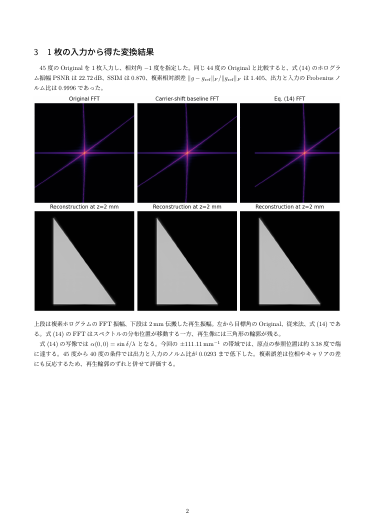 3 1 枚の入力から得た変換結果
45 度の Original を 1 枚入力し、相対角 −1 度を指定した。同じ 44 度の Original と比較すると、式 (14) のホログラ
ム振幅 PSNR は 22.72 dB、SSIM は 0.870、複素相対誤差 ‖g − g_ref‖_F / ‖g_ref‖_F は 1.405、出力と入力の Frobenius ノ
ルム比は 0.9996 であった。
Original FFT Carrier-shift baseline FFT Eq. (14) FFT
Reconstruction at z=2 mm Reconstruction at z=2 mm Reconstruction at z=2 mm
上段は複素ホログラムの FFT 振幅、下段は 2 mm 伝搬した再生振幅。左から目標角の Original、従来法、式 (14) であ
る。式 (14) の FFT はスペクトルの分布位置が移動する一方、再生像には三角形の輪郭が残る。
式 (14) の写像では α(0, 0) = sin δ/λ となる。今回の ±111.11 mm⁻¹ の帯域では、原点の参照位置は約 3.38 度で端
に達する。45 度から 40 度の条件では出力と入力のノルム比が 0.0293 まで低下した。複素誤差は位相やキャリアの差
にも反応するため、再生輪郭のずれと併せて評価する。
2